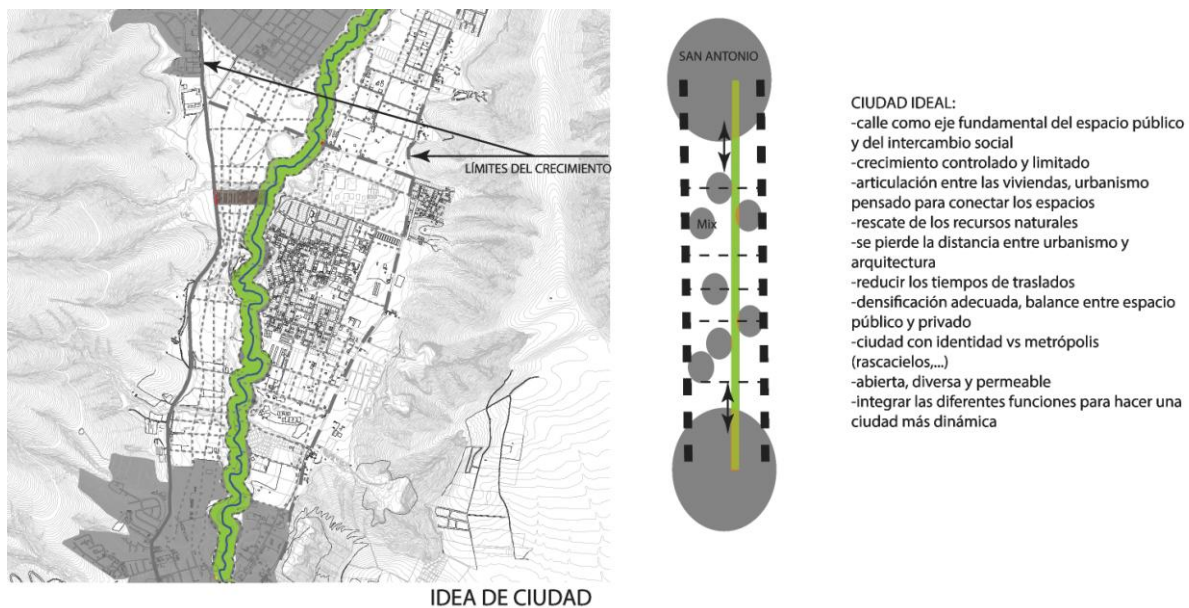 LÍMITES DEL CRECIMIENTO
IDEA DE CIUDAD
SAN ANTONIO
Mix
CIUDAD IDEAL:
-calle como eje fundamental del espacio público
y del intercambio social
-crecimiento controlado y limitado
-articulación entre las viviendas, urbanismo
pensado para conectar los espacios
-rescate de los recursos naturales
-se pierde la distancia entre urbanismo y
arquitectura
-reducir los tiempos de traslados
-densificación adecuada, balance entre espacio
público y privado
-ciudad con identidad vs metrópolis
(rascacielos,...)
-abierta, diversa y permeable
-integrar las diferentes funciones para hacer una
ciudad más dinámica